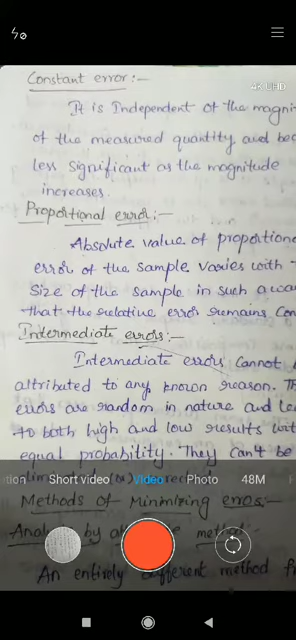 Constant error:-
4K UHD
It is Independent of the magni
of the measured quantity and bec
less significant as the magnitude
increases.
Proportional error:-
Absolute value of proportiona
error of the sample varies with
Size of the sample in such a
that the relative error remains Con
Intermediate errors:-
Intermediate errors Cannot
attributed to any known reason. Th
errors are random in nature and lea
to both high and low results wit
equal probability. They can't be
tion Short video Video Photo 48M
Methods of Minimizing erros:-
by method:-
An entirely different method